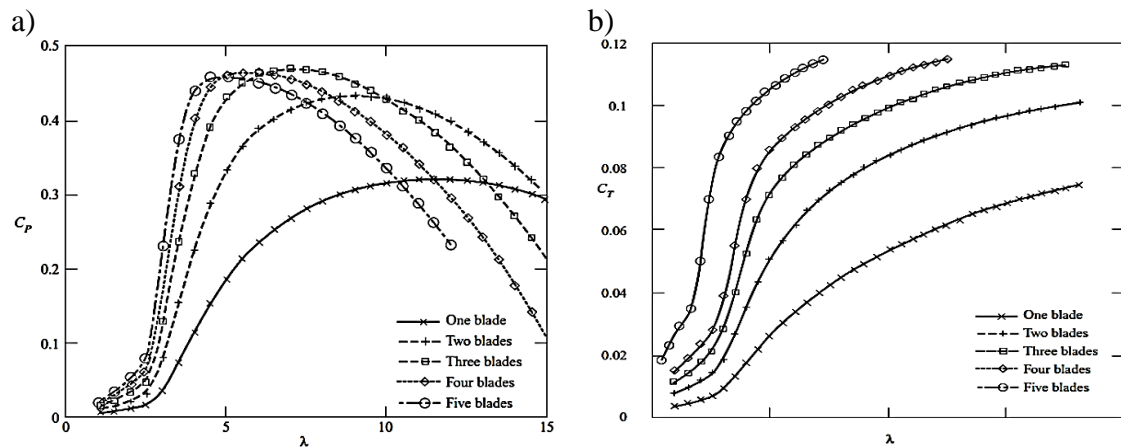 a)
0.5
0.4
0.3
C_P
0.2
0.1
0
0
5
10
15
λ
One blade
Two blades
Three blades
Four blades
Five blades
b)
0.12
0.1
0.08
C_T
0.06
0.04
0.02
0
λ
One blade
Two blades
Three blades
Four blades
Five blades